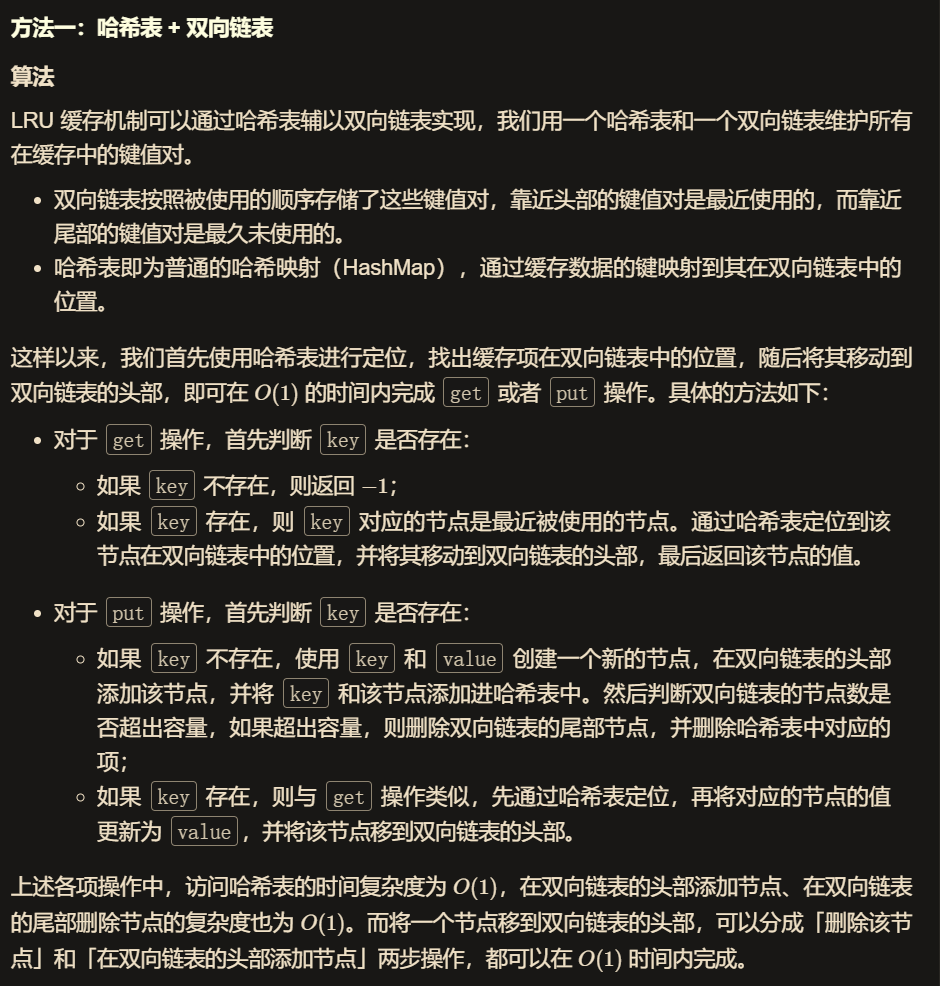 方法一：哈希表 + 双向链表
算法
LRU 缓存机制可以通过哈希表辅以双向链表实现，我们用一个哈希表和一个双向链表维护所有
在缓存中的键值对。
• 双向链表按照被使用的顺序存储了这些键值对，靠近头部的键值对是最近使用的，而靠近
尾部的键值对是最久未使用的。
• 哈希表即为普通的哈希映射（HashMap），通过缓存数据的键映射到其在双向链表中的
位置。
这样以来，我们首先使用哈希表进行定位，找出缓存项在双向链表中的位置，随后将其移动到
双向链表的头部，即可在 O(1) 的时间内完成 get 或者 put 操作。具体的方法如下：
• 对于 get 操作，首先判断 key 是否存在：
◦ 如果 key 不存在，则返回 −1；
◦ 如果 key 存在，则 key 对应的节点是最近被使用的节点。通过哈希表定位到该
节点在双向链表中的位置，并将其移动到双向链表的头部，最后返回该节点的值。
• 对于 put 操作，首先判断 key 是否存在：
◦ 如果 key 不存在，使用 key 和 value 创建一个新的节点，在双向链表的头部
添加该节点，并将 key 和该节点添加进哈希表中。然后判断双向链表的节点数是
否超出容量，如果超出容量，则删除双向链表的尾部节点，并删除哈希表中对应的
项；
◦ 如果 key 存在，则与 get 操作类似，先通过哈希表定位，再将对应的节点的值
更新为 value，并将该节点移到双向链表的头部。
上述各项操作中，访问哈希表的时间复杂度为 O(1)，在双向链表的头部添加节点、在双向链表
的尾部删除节点的复杂度也为 O(1)。而将一个节点移到双向链表的头部，可以分成「删除该节
点」和「在双向链表的头部添加节点」两步操作，都可以在 O(1) 时间内完成。